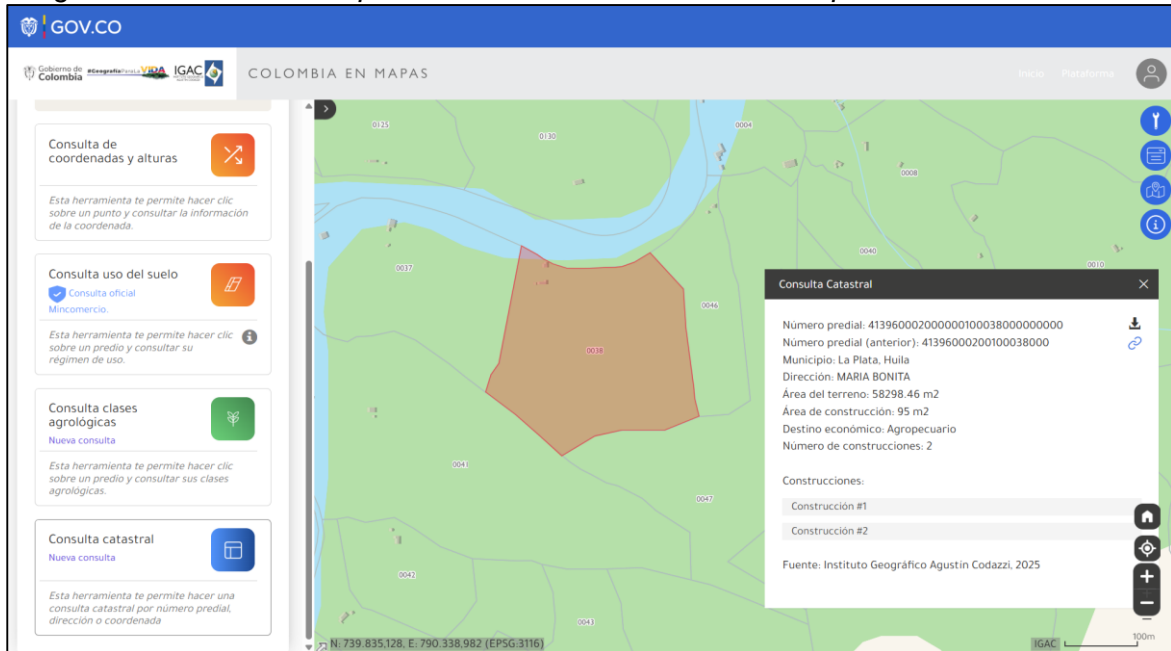 GOV.CO
Gobierno de
Colombia
#GeografíaParaLaVIDA
IGAC
COLOMBIA EN MAPAS
Inicio
Plataforma
Consulta de
coordenadas y alturas
Esta herramienta te permite hacer clic
sobre un punto y consultar la información
de la coordenada.
Consulta uso del suelo
Consulta oficial
Mincomercio.
Esta herramienta te permite hacer clic
sobre un predio y consultar su
régimen de uso.
Consulta clases
agrológicas
Nueva consulta
Esta herramienta te permite hacer clic
sobre un predio y consultar sus clases
agrológicas.
Consulta catastral
Nueva consulta
Esta herramienta te permite hacer una
consulta catastral por número predial,
dirección o coordenada
0125
0130
0004
0008
0037
0040
0010
0046
0038
0041
0047
0042
0043
Consulta Catastral
Número predial: 413960002000000100038000000000
Número predial (anterior): 41396000200100038000
Municipio: La Plata, Huila
Dirección: MARIA BONITA
Área del terreno: 58298.46 m2
Área de construcción: 95 m2
Destino económico: Agropecuario
Número de construcciones: 2
Construcciones:
Construcción #1
Construcción #2
Fuente: Instituto Geográfico Agustín Codazzi, 2025
N: 739.835,128, E: 790.338,982 (EPSG:3116)
IGAC
100m